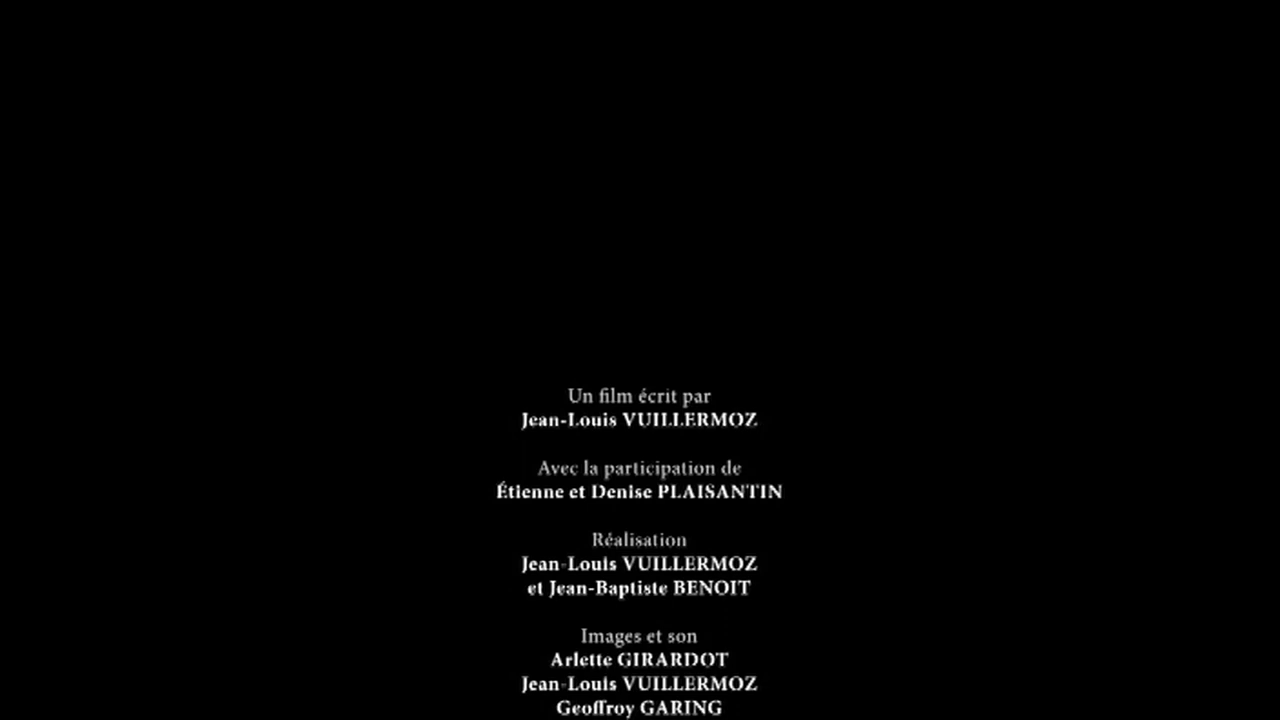 Un film écrit par
Jean-Louis VUILLERMOZ
Avec la participation de
Étienne et Denise PLAISANTIN
Réalisation
Jean-Louis VUILLERMOZ
et Jean-Baptiste BENOIT
Images et son
Arlette GIRARDOT
Jean-Louis VUILLERMOZ
Geoffroy GARING